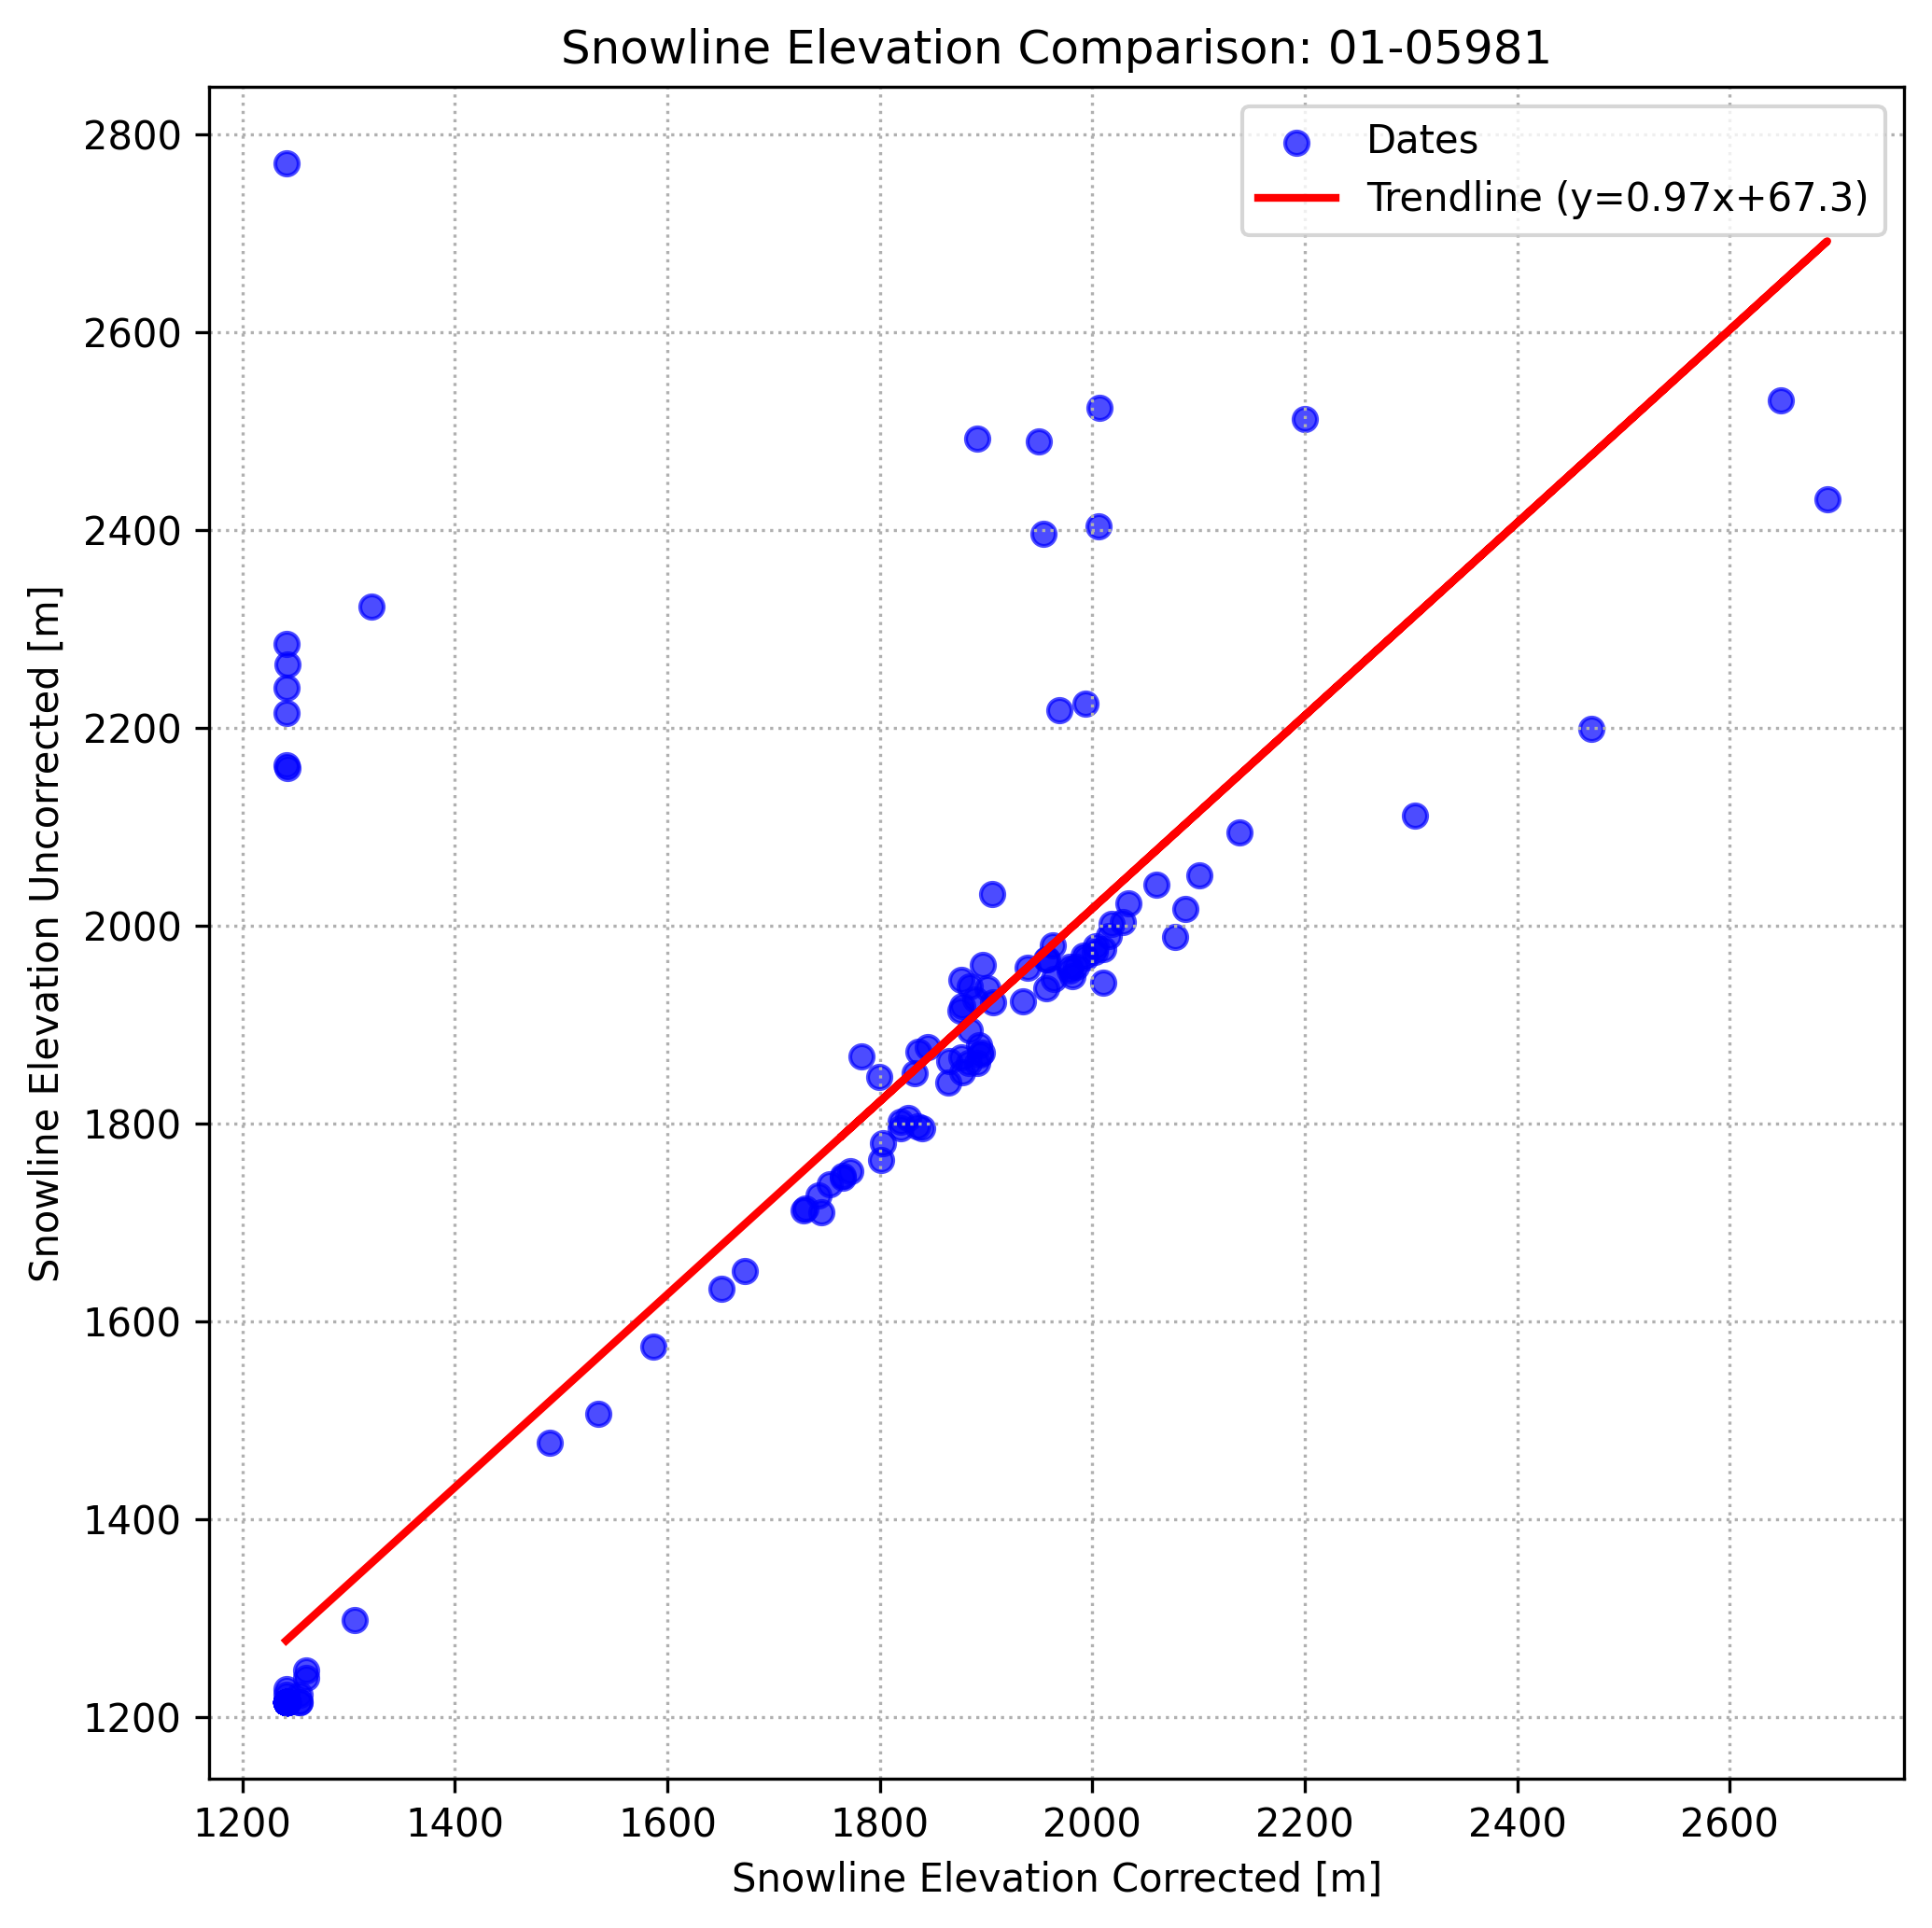 Snowline Elevation Comparison: 01-05981
Dates
Trendline (y=0.97x+67.3)
2800
2600
2400
2200
2000
1800
1600
1400
1200
Snowline Elevation Uncorrected [m]
1200 1400 1600 1800 2000 2200 2400 2600
Snowline Elevation Corrected [m]